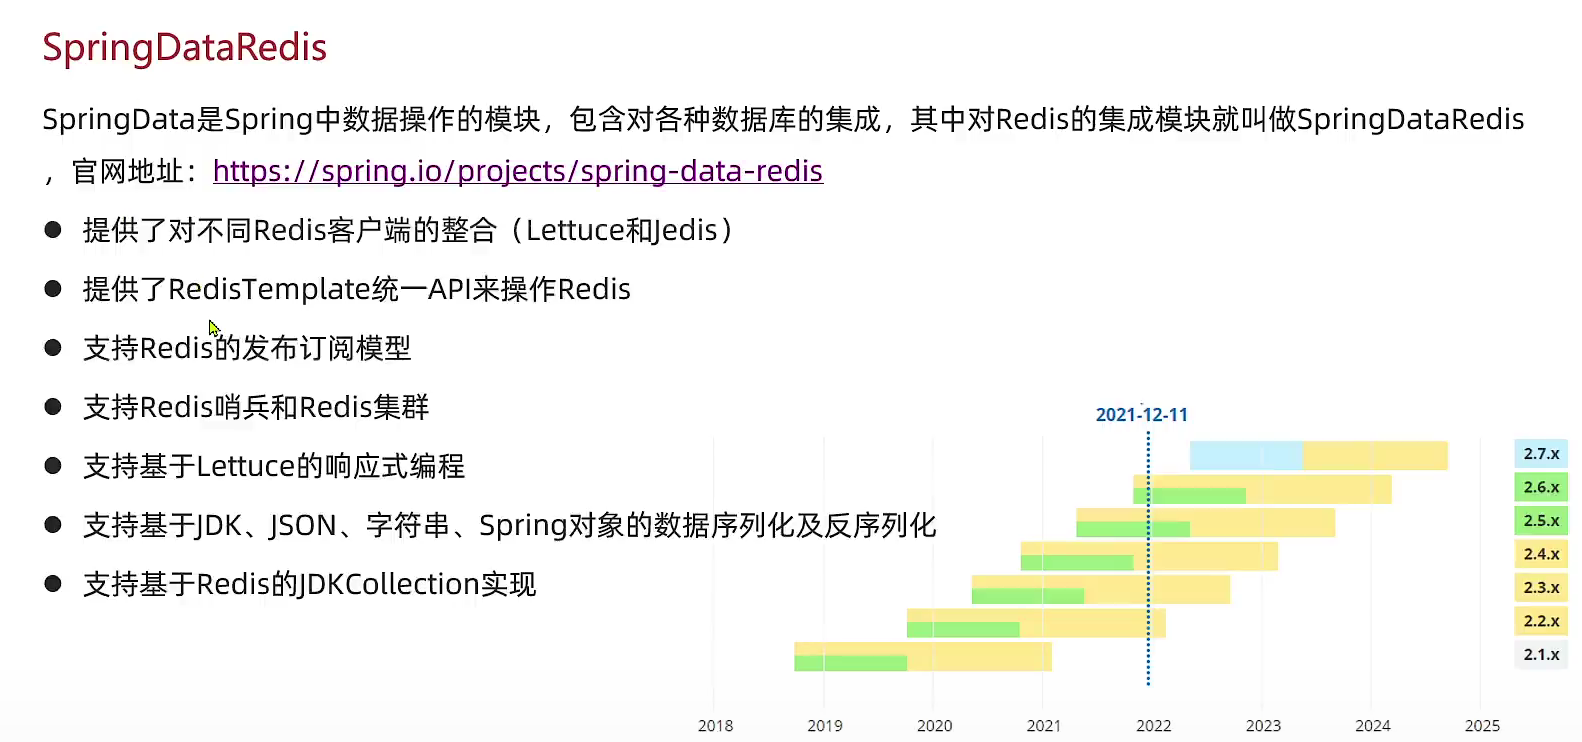 SpringDataRedis
SpringData是Spring中数据操作的模块，包含对各种数据库的集成，其中对Redis的集成模块就叫做SpringDataRedis
，官网地址：https://spring.io/projects/spring-data-redis
● 提供了对不同Redis客户端的整合（Lettuce和Jedis）
● 提供了RedisTemplate统一API来操作Redis
● 支持Redis的发布订阅模型
● 支持Redis哨兵和Redis集群
● 支持基于Lettuce的响应式编程
● 支持基于JDK、JSON、字符串、Spring对象的数据序列化及反序列化
● 支持基于Redis的JDKCollection实现
2021-12-11
2.7.x
2.6.x
2.5.x
2.4.x
2.3.x
2.2.x
2.1.x
2018 2019 2020 2021 2022 2023 2024 2025